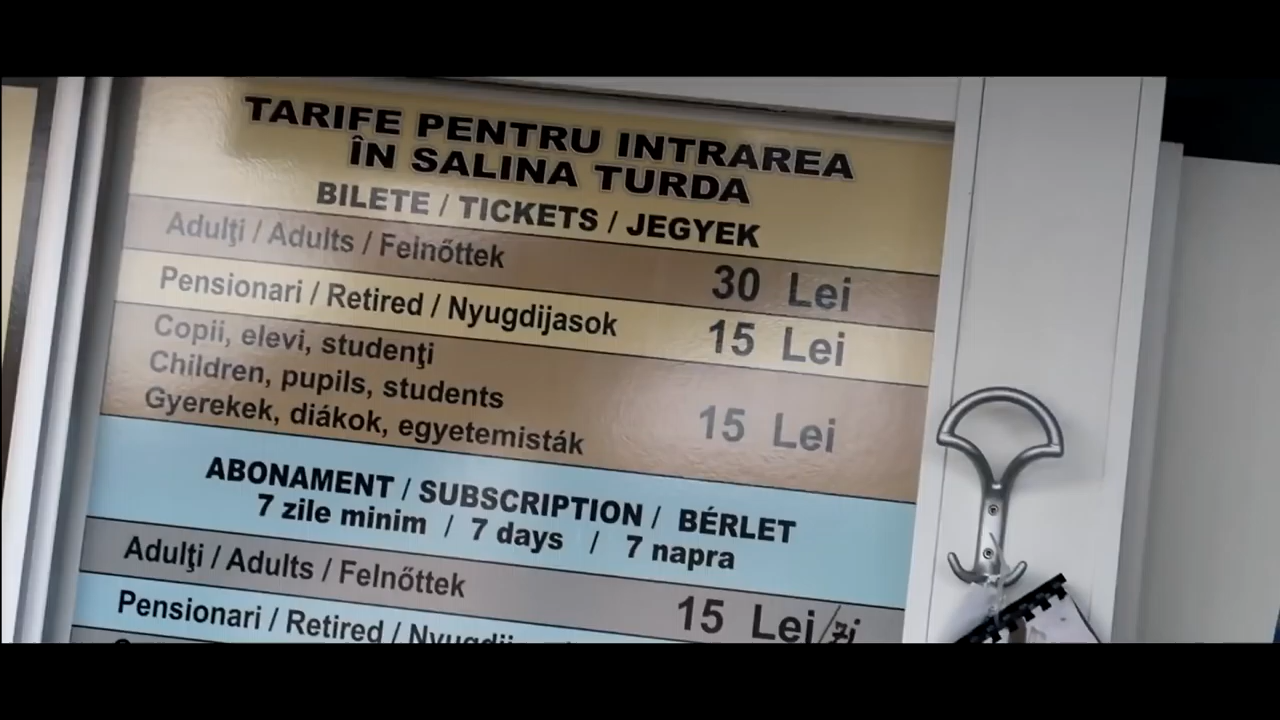 TARIFE PENTRU INTRAREA
ÎN SALINA TURDA
BILETE / TICKETS / JEGYEK
Adulţi / Adults / Felnőttek 30 Lei
Pensionari / Retired / Nyugdijasok 15 Lei
Copii, elevi, studenţi
Children, pupils, students 15 Lei
Gyerekek, diákok, egyetemisták
ABONAMENT / SUBSCRIPTION / BÉRLET
7 zile minim / 7 days / 7 napra
Adulţi / Adults / Felnőttek 15 Lei/zi
Pensionari / Retired /